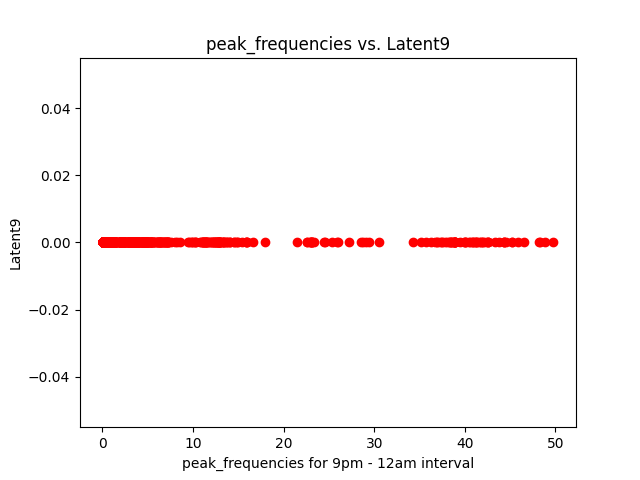 peak_frequencies vs. Latent9
0.04
0.02
0.00
−0.02
−0.04
Latent9
0 10 20 30 40 50
peak_frequencies for 9pm - 12am interval